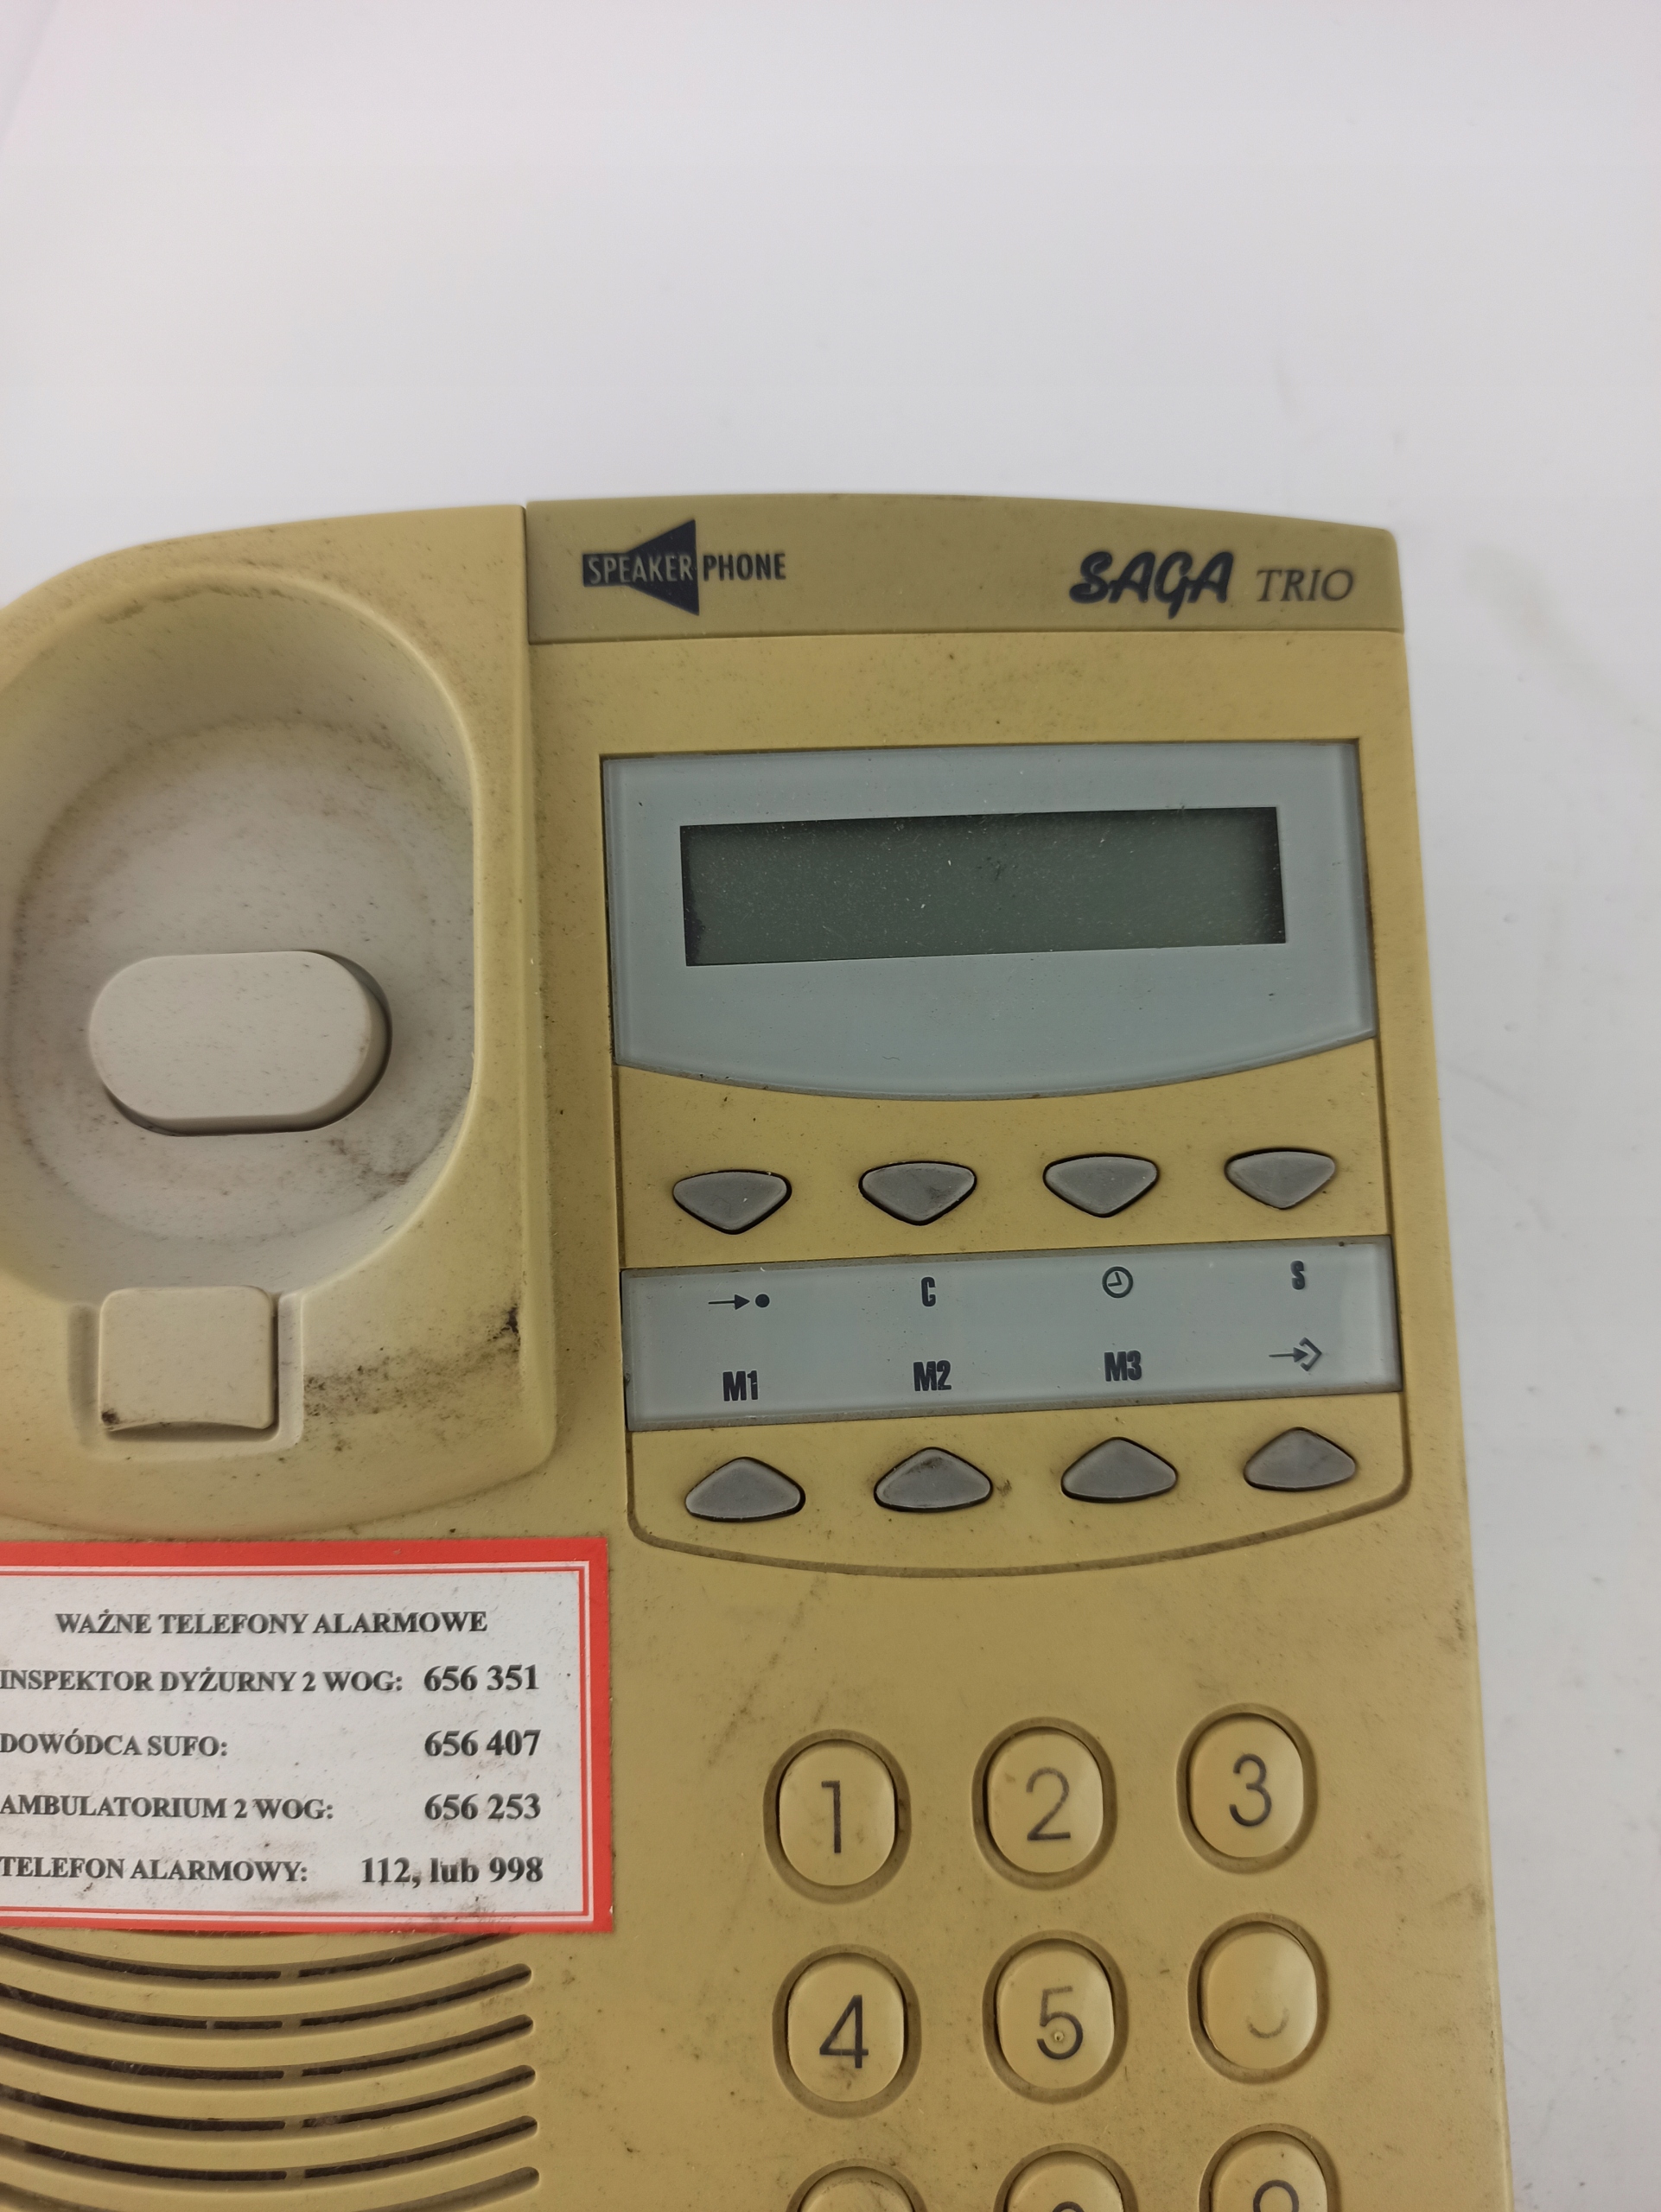 SPEAKER PHONE SAGA TRIO
C S
M1 M2 M3
WAŻNE TELEFONY ALARMOWE
INSPEKTOR DYŻURNY 2 WOG: 656 351
DOWÓDCA SUFO: 656 407
AMBULATORIUM 2 WOG: 656 253
TELEFON ALARMOWY: 112, lub 998
1 2 3
4 5